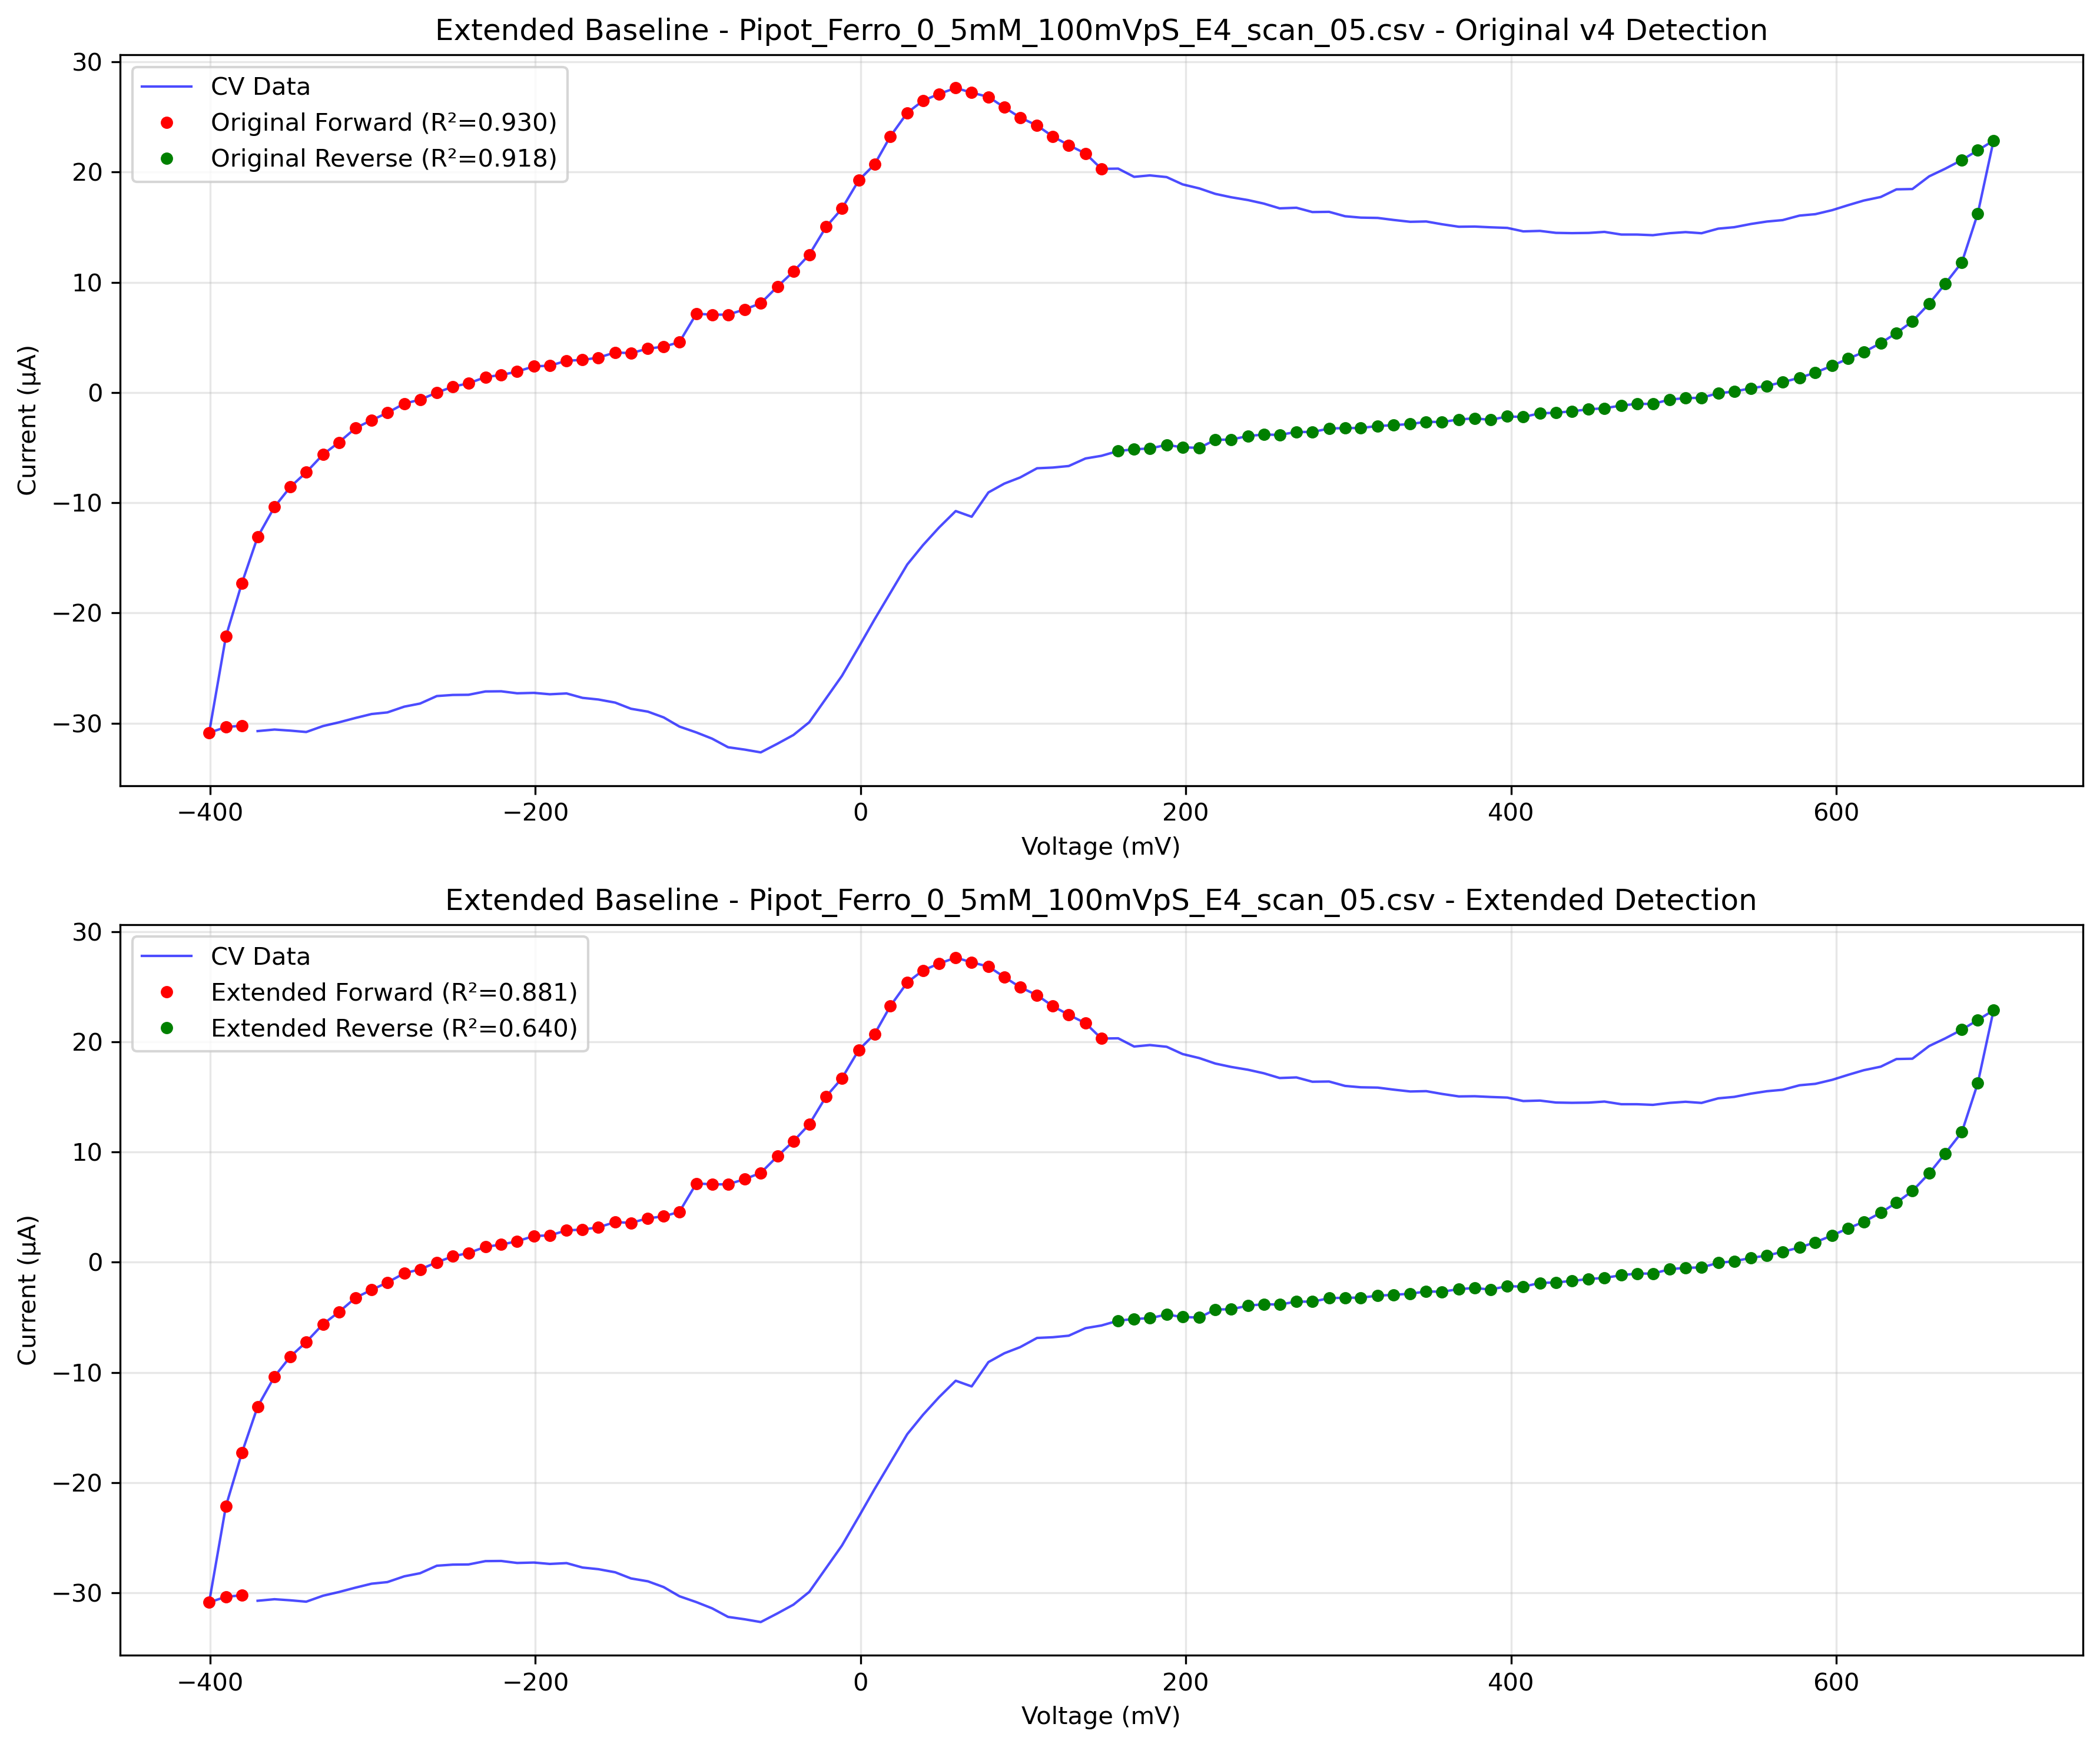 Extended Baseline - Pipot_Ferro_0_5mM_100mVpS_E4_scan_05.csv - Original v4 Detection
CV Data
Original Forward (R²=0.930)
Original Reverse (R²=0.918)
30
20
10
0
−10
−20
−30
Current (µA)
−400
−200
0
200
400
600
Voltage (mV)
Extended Baseline - Pipot_Ferro_0_5mM_100mVpS_E4_scan_05.csv - Extended Detection
CV Data
Extended Forward (R²=0.881)
Extended Reverse (R²=0.640)
30
20
10
0
−10
−20
−30
Current (µA)
−400
−200
0
200
400
600
Voltage (mV)